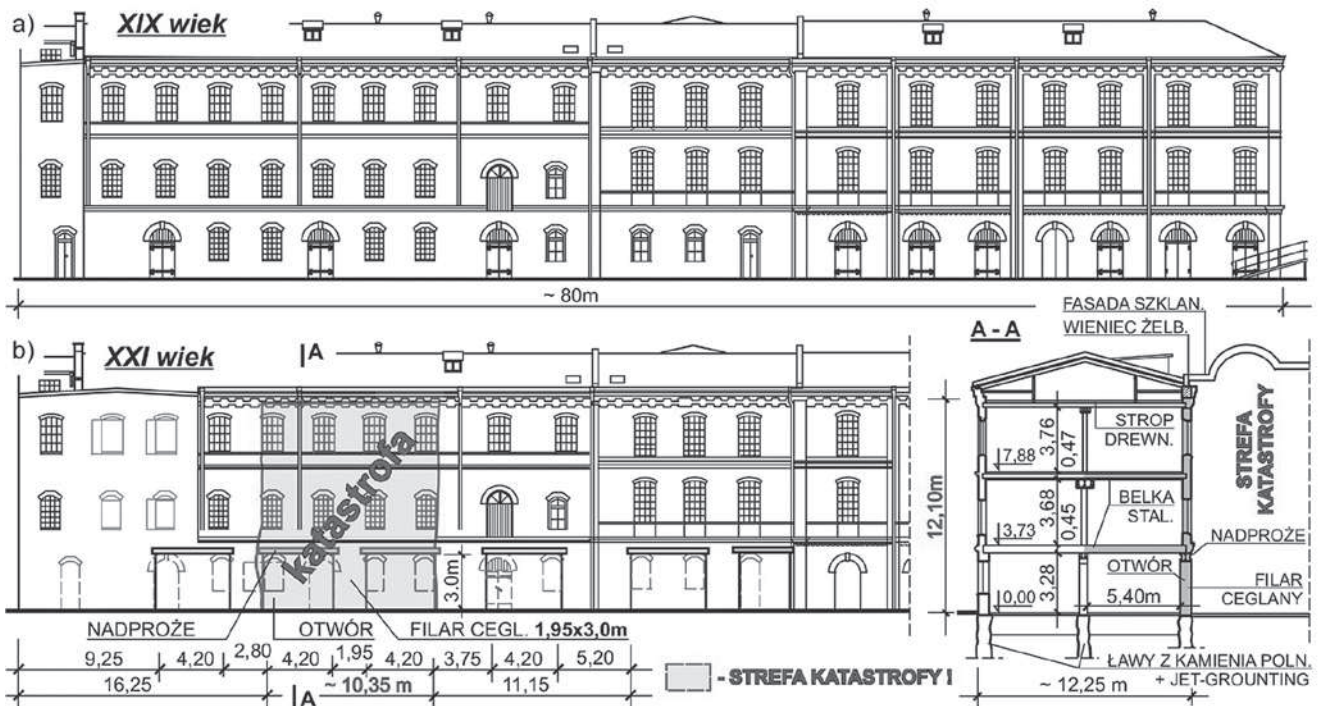 a)
XIX wiek
~ 80m
b)
XXI wiek
A
katastrofa
3.0m
NADPROŻE
OTWÓR
FILAR CEGL. 1,95x3,0m
9,25
4,20
2,80
4,20
1,95
4,20
3,75
4,20
5,20
16,25
~ 10,35 m
11,15
A
- STREFA KATASTROFY !
A - A
FASADA SZKLAN.
WIENIEC ŻELB.
STROP
DREWN.
STREFA
KATASTROFY
7,88
3,76
0,47
BELKA
STAL.
3,73
3,68
0,45
12,10m
NADPROŻE
OTWÓR
FILAR
CEGLANY
0,00
3,28
5,40m
ŁAWY Z KAMIENIA POLN.
+ JET-GROUNTING
~ 12,25 m